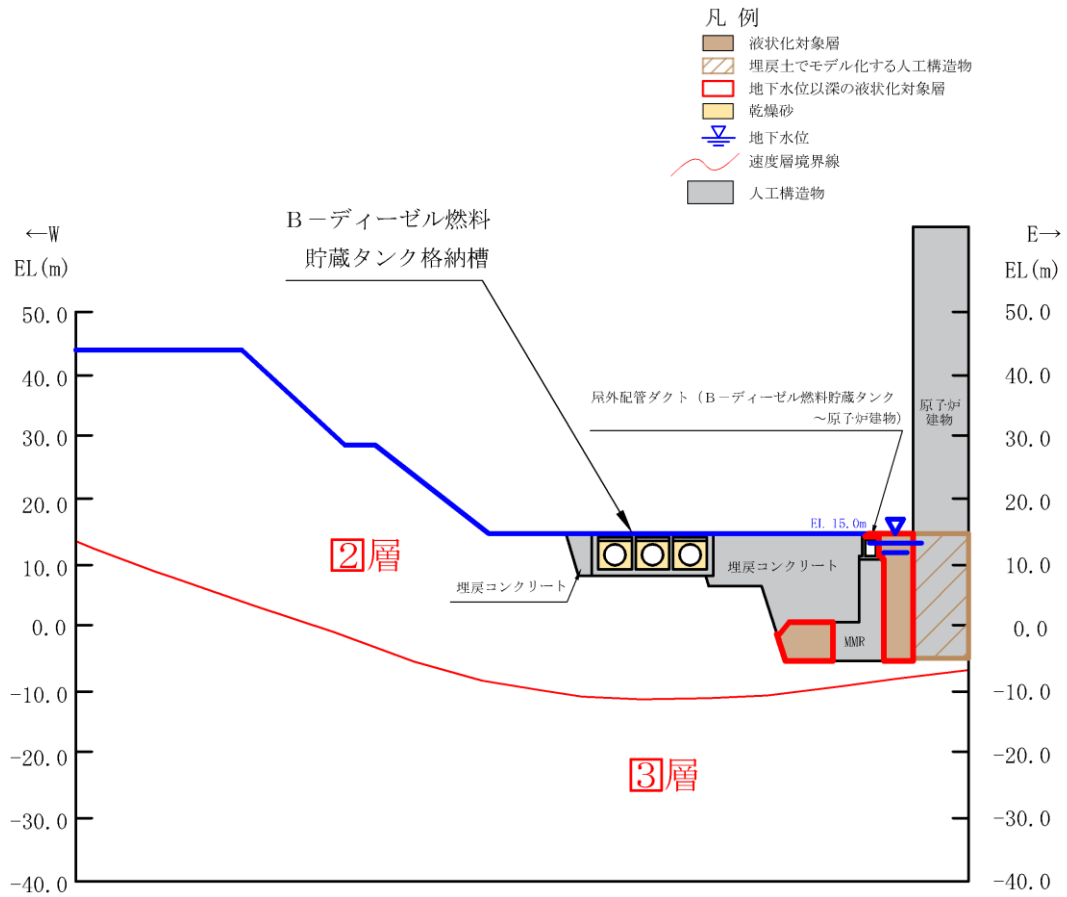 凡 例
液状化対象層
埋戻土でモデル化する人工構造物
地下水位以深の液状化対象層
乾燥砂
地下水位
速度層境界線
人工構造物
B－ディーゼル燃料
貯蔵タンク格納槽
←W
EL(m)
E→
EL(m)
50.0
40.0
30.0
20.0
10.0
0.0
-10.0
-20.0
-30.0
-40.0
屋外配管ダクト（B－ディーゼル燃料貯蔵タンク
～原子炉建物）
原子炉
建物
EL 15.0m
2層
埋戻コンクリート
埋戻コンクリート
MMR
3層
50.0
40.0
30.0
20.0
10.0
0.0
-10.0
-20.0
-30.0
-40.0